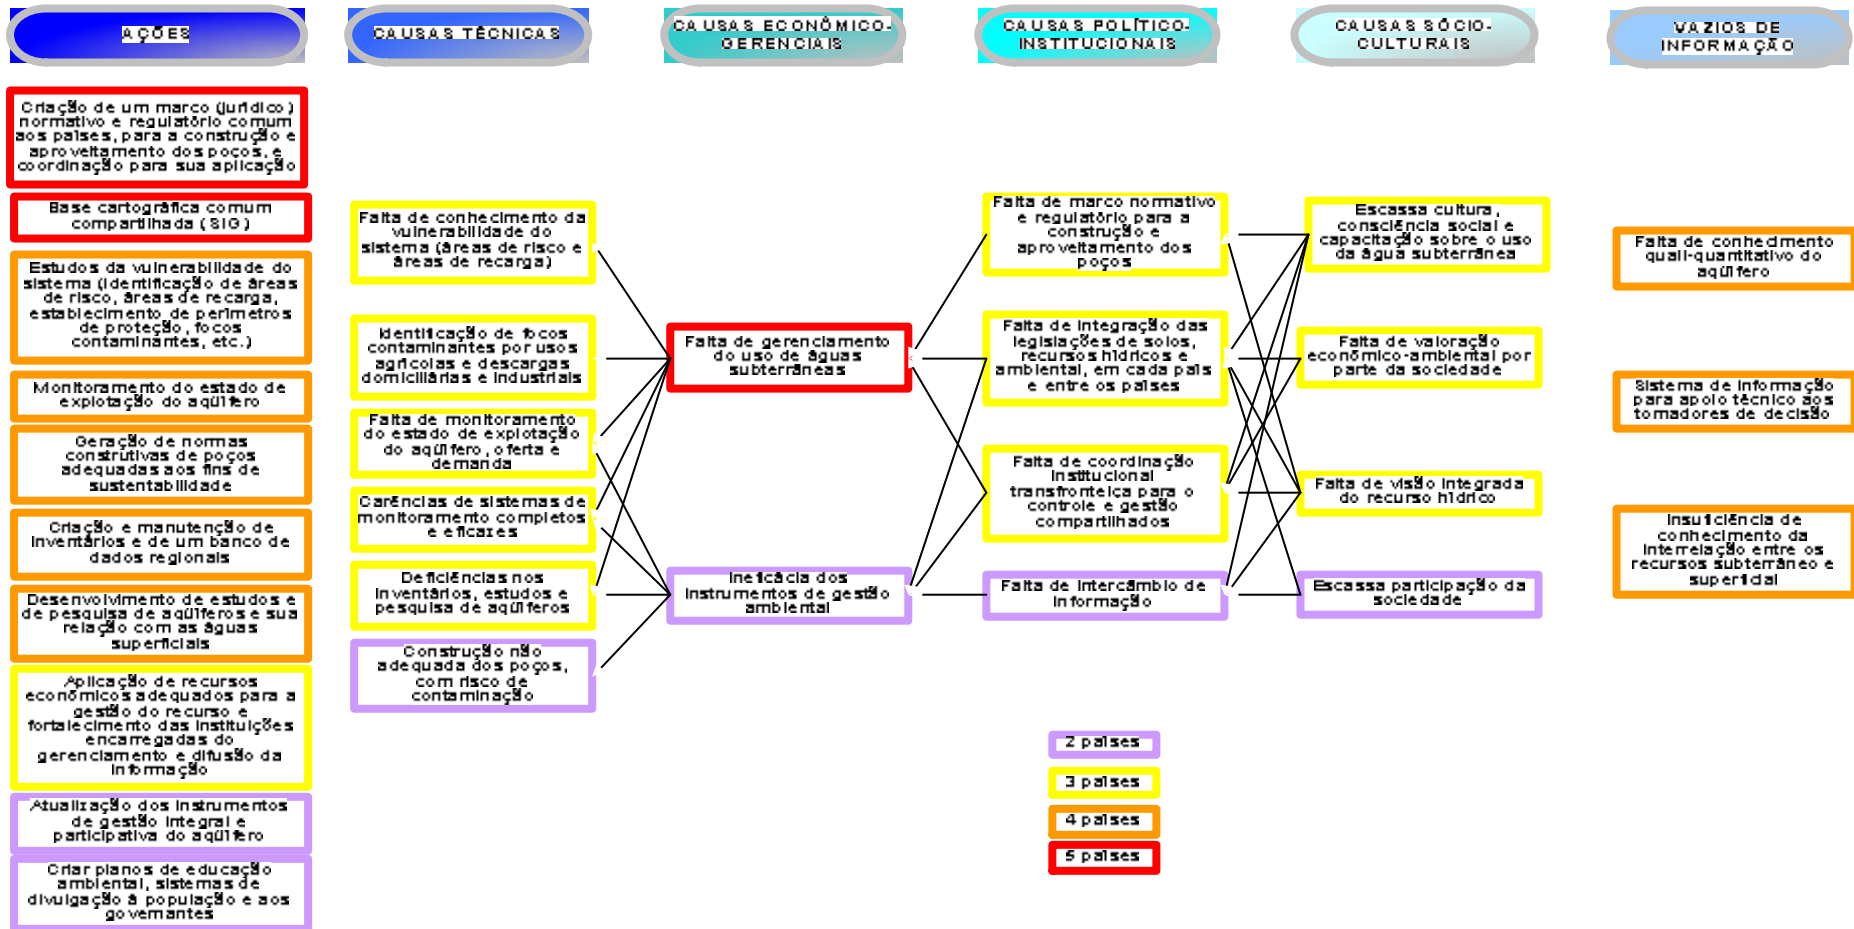 AÇÕES
CAUSAS TÉCNICAS
CAUSAS ECONÔMICO-
GERENCIAIS
CAUSAS POLÍTICO-
INSTITUCIONAIS
CAUSAS SÓCIO-
CULTURAIS
VAZIOS DE
INFORMAÇÃO
Criação de um marco (jurídico)
normativo e regulatório comum
aos países, para a construção e
aproveitamento dos poços, e
coordinação para sua aplicação
Base cartográfica comum
compartilhada (SIG)
Estudos da vulnerabilidade do
sistema (identificação de áreas
de risco, áreas de recarga,
establecimento de perímetros
de proteção, focos
contaminantes, etc.)
Monitoramento do estado de
explotação do aqüífero
Geração de normas
construtivas de poços
adequadas aos fins de
sustentabilidade
Criação e manutenção de
inventários e de um banco de
dados regionais
Desenvolvimento de estudos e
de pesquisa de aqüíferos e sua
relação com as águas
superficiais
Aplicação de recursos
econômicos adequados para a
gestão do recurso e
fortalecimento das instituições
encarregadas do
gerenciamento e difusão da
informação
Atualização dos instrumentos
de gestão integral e
participativa do aqüífero
Criar planos de educação
ambiental, sistemas de
divulgação à população e aos
governantes
Falta de conhecimento da
vulnerabilidade do
sistema (áreas de risco e
áreas de recarga)
Identificação de focos
contaminantes por usos
agrícolas e descargas
domiciliárias e industriais
Falta de monitoramento
do estado de explotação
do aqüífero, oferta e
demanda
Carências de sistemas de
monitoramento completos
e eficazes
Deficiências nos
inventários, estudos e
pesquisa de aqüíferos
Construção não
adequada dos poços,
com risco de
contaminação
Falta de gerenciamento
do uso de águas
subterrâneas
Ineficácia dos
instrumentos de gestão
ambiental
Falta de marco normativo
e regulatório para a
construção e
aproveitamento dos
poços
Falta de integração das
legislações de solos,
recursos hídricos e
ambiental, em cada país
e entre os países
Falta de coordinação
institucional
transfronteiça para o
controle e gestão
compartilhados
Falta de intercâmbio de
informação
Escassa cultura,
consciência social e
capacitação sobre o uso
da água subterrânea
Falta de valoração
econômico-ambiental por
parte da sociedade
Falta de visão integrada
do recurso hídrico
Escassa participação da
sociedade
Falta de conhecimento
quali-quantitativo do
aqüífero
Sistema de informação
para apoio técnico aos
tomadores de decisão
Insuficiência de
conhecimento da
interrelação entre os
recursos subterrâneo e
superficial
2 países
3 países
4 países
5 países